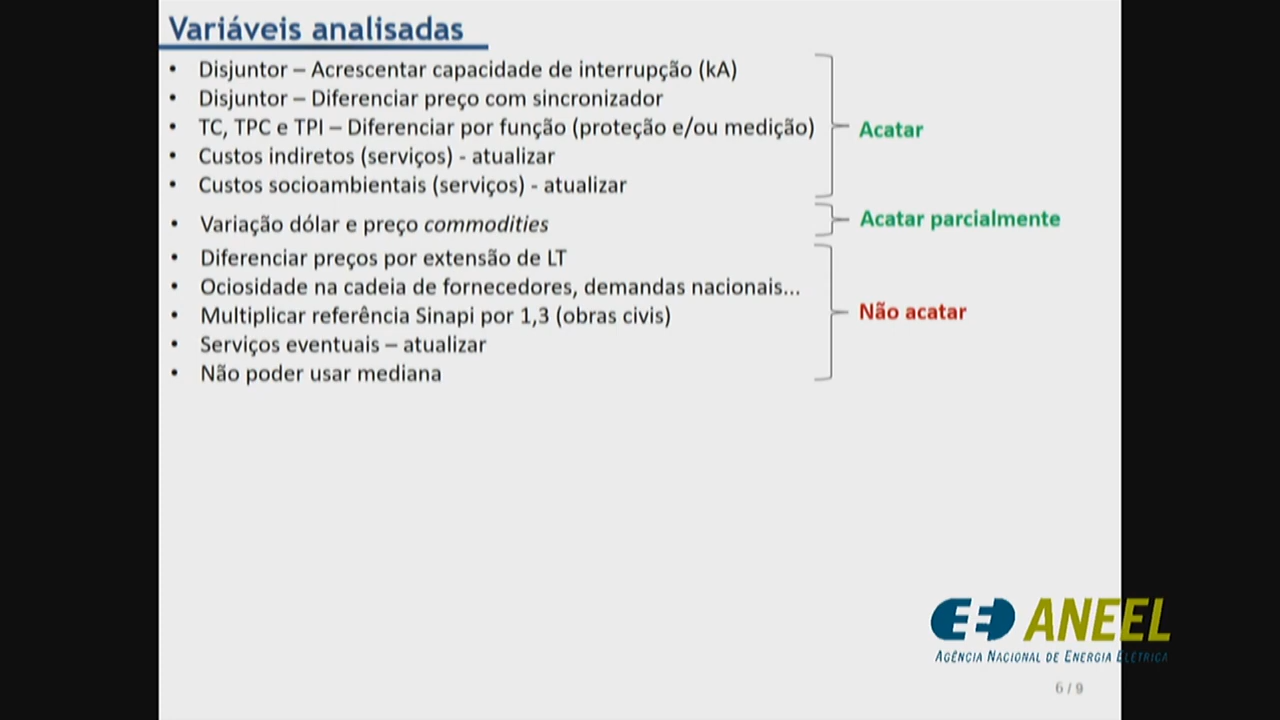 Variáveis analisadas
• Disjuntor – Acrescentar capacidade de interrupção (kA)
• Disjuntor – Diferenciar preço com sincronizador
• TC, TPC e TPI – Diferenciar por função (proteção e/ou medição)
• Custos indiretos (serviços) - atualizar
• Custos socioambientais (serviços) - atualizar
Acatar
• Variação dólar e preço commodities
Acatar parcialmente
• Diferenciar preços por extensão de LT
• Ociosidade na cadeia de fornecedores, demandas nacionais...
• Multiplicar referência Sinapi por 1,3 (obras civis)
• Serviços eventuais – atualizar
• Não poder usar mediana
Não acatar
ANEEL
AGÊNCIA NACIONAL DE ENERGIA ELÉTRICA
6 / 9